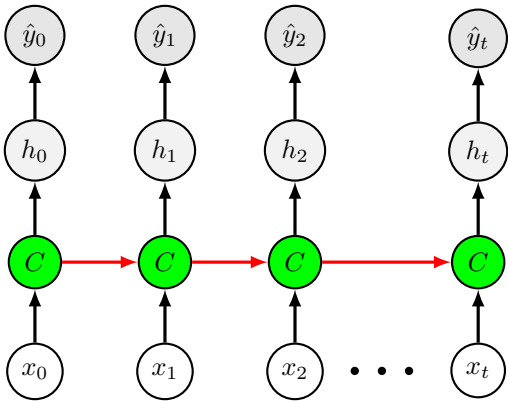 ŷ₀ ŷ₁ ŷ₂ ŷₜ
h₀ h₁ h₂ hₜ
C C C C
x₀ x₁ x₂ • • • xₜ